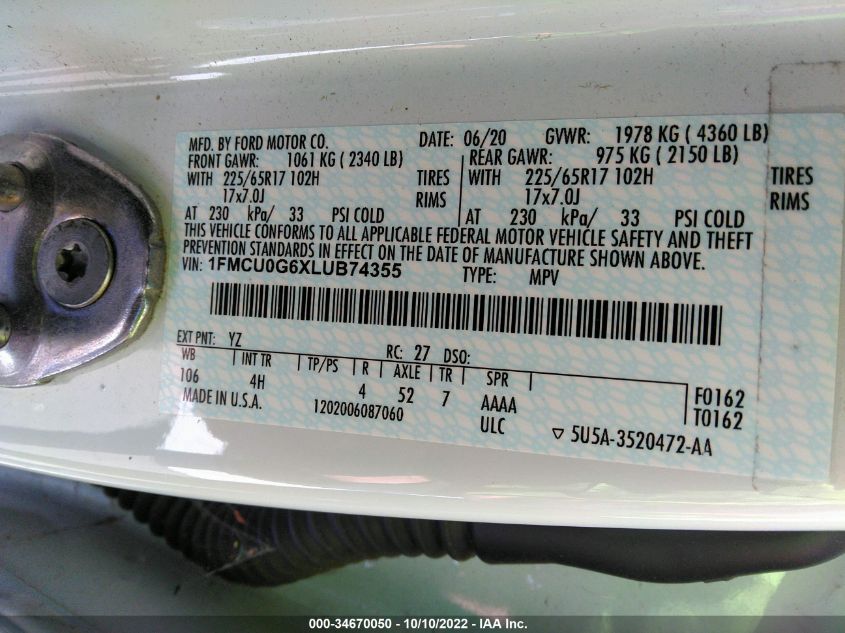 MFD. BY FORD MOTOR CO. DATE: 06/20 GVWR: 1978 KG ( 4360 LB)
FRONT GAWR: 1061 KG ( 2340 LB) REAR GAWR: 975 KG ( 2150 LB)
WITH 225/65R17 102H TIRES WITH 225/65R17 102H TIRES
17x7.0J RIMS 17x7.0J RIMS
AT 230 kPa/ 33 PSI COLD AT 230 kPa/ 33 PSI COLD
THIS VEHICLE CONFORMS TO ALL APPLICABLE FEDERAL MOTOR VEHICLE SAFETY AND THEFT
PREVENTION STANDARDS IN EFFECT ON THE DATE OF MANUFACTURE SHOWN ABOVE.
VIN: 1FMCU0G6XLUB74355 TYPE: MPV
EXT PNT: YZ RC: 27 DSO:
WB INT TR TP/PS R AXLE TR SPR
106 4H 4 52 7 AAAA F0162
MADE IN U.S.A. 1202006087060 ULC T0162
▽ 5U5A-3520472-AA
000-34670050 - 10/10/2022 - IAA Inc.